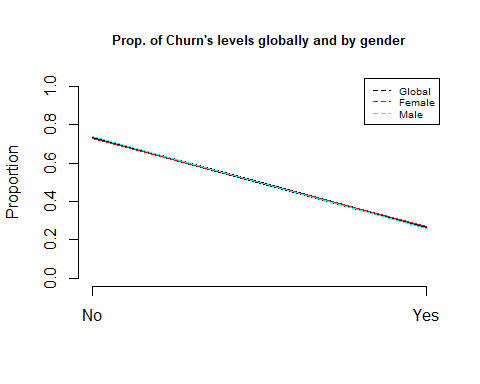 Prop. of Churn's levels globally and by gender
Global
Female
Male
Proportion
1.0
0.8
0.6
0.4
0.2
0.0
No Yes